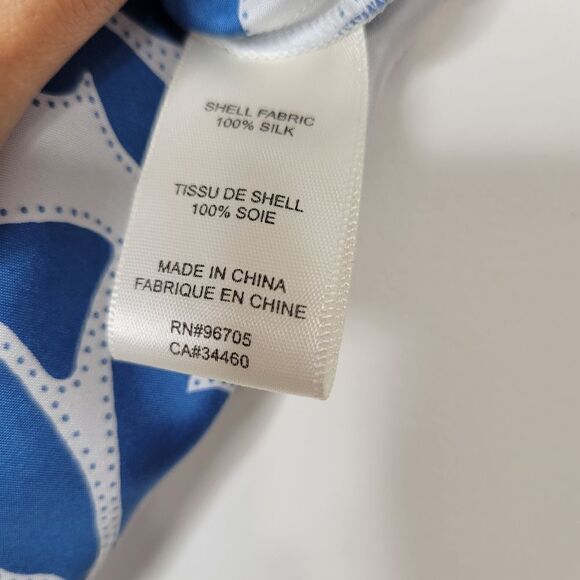 SHELL FABRIC
100% SILK
TISSU DE SHELL
100% SOIE
MADE IN CHINA
FABRIQUE EN CHINE
RN#96705
CA#34460